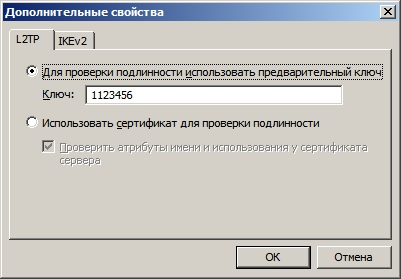 Дополнительные свойства
L2TP
IKEv2
Для проверки подлинности использовать предварительный ключ
Ключ:
1123456
Использовать сертификат для проверки подлинности
Проверить атрибуты имени и использования у сертификата
сервера
ОК
Отмена